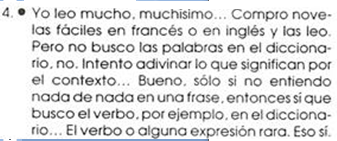 4. • Yo leo mucho, muchísimo... Compro nove-
las fáciles en francés o en inglés y las leo.
Pero no busco las palabras en el dicciona-
rio, no. Intento adivinar lo que significan por
el contexto... Bueno, sólo si no entiendo
nada de nada en una frase, entonces sí que
busco el verbo, por ejemplo, en el dicciona-
rio... El verbo o alguna expresión rara. Eso sí.